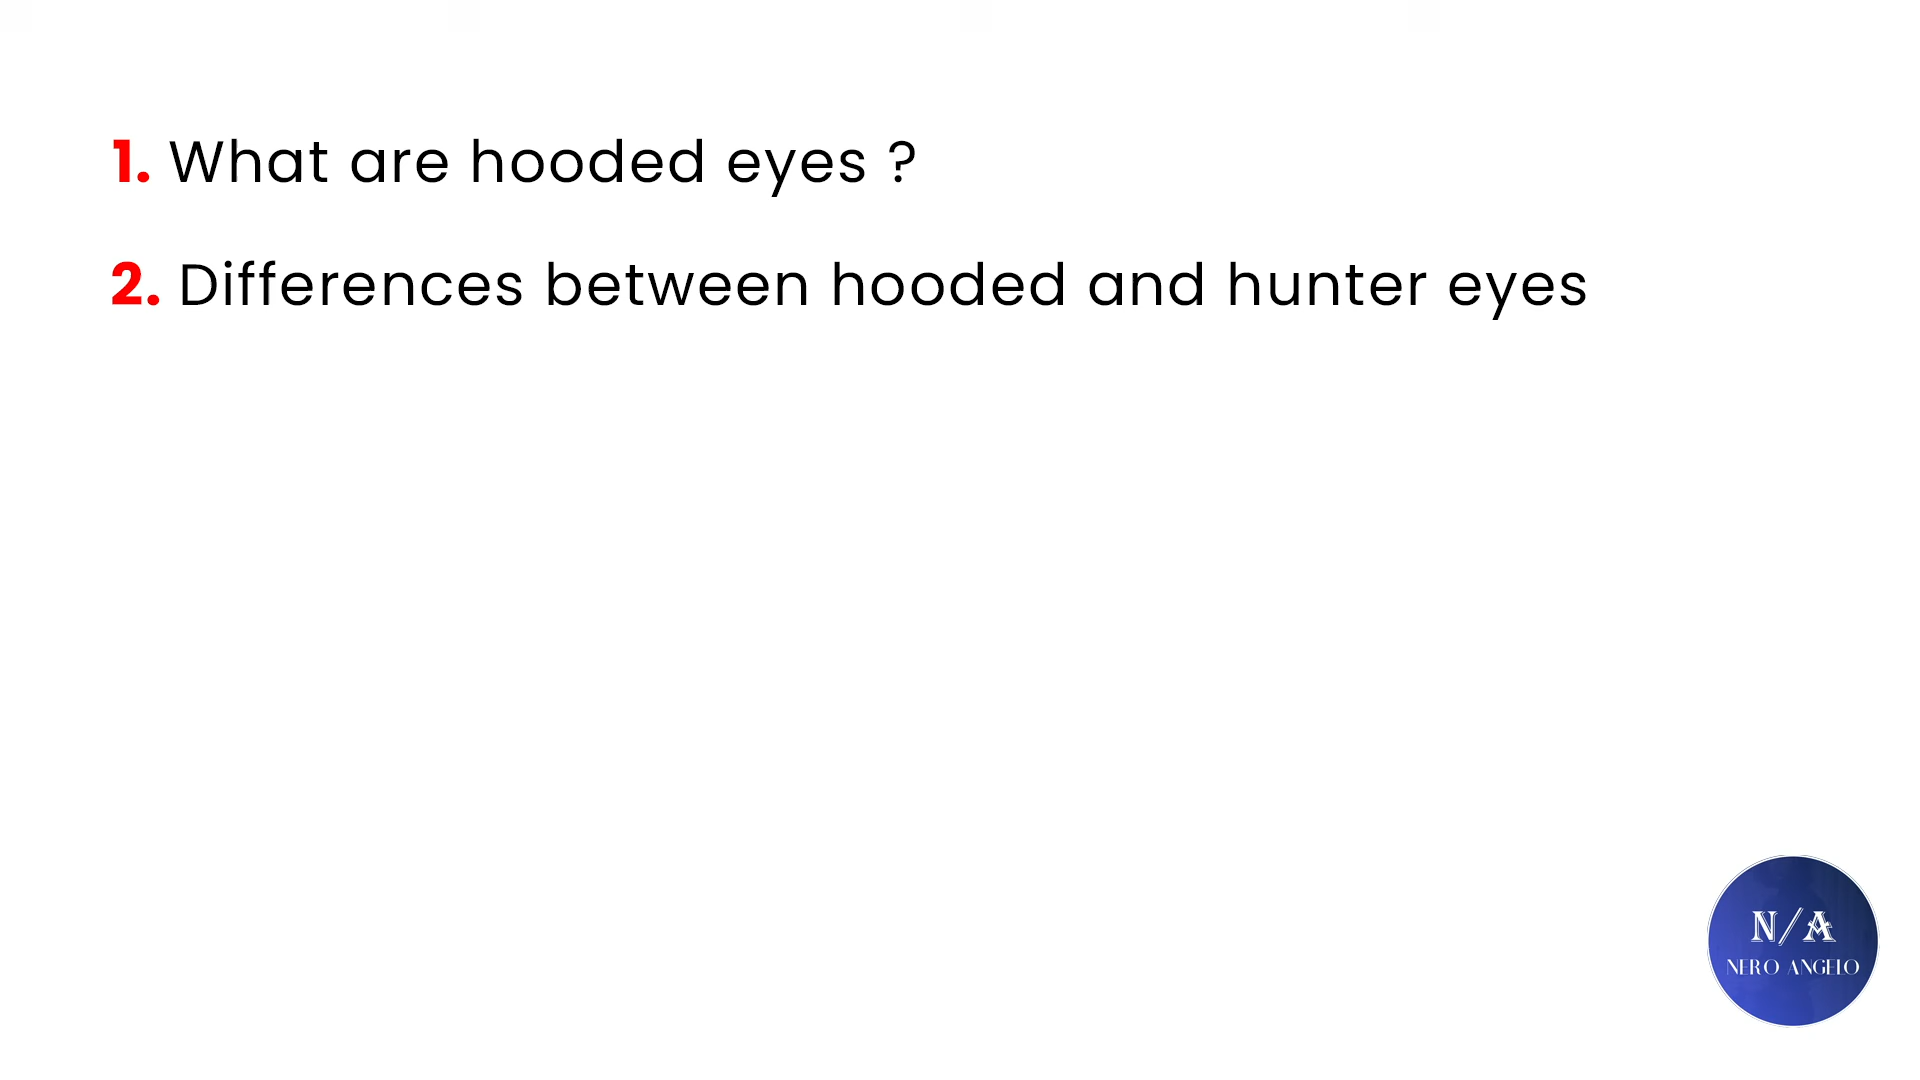 1. What are hooded eyes ?
2. Differences between hooded and hunter eyes
N/A
NERO ANGELO